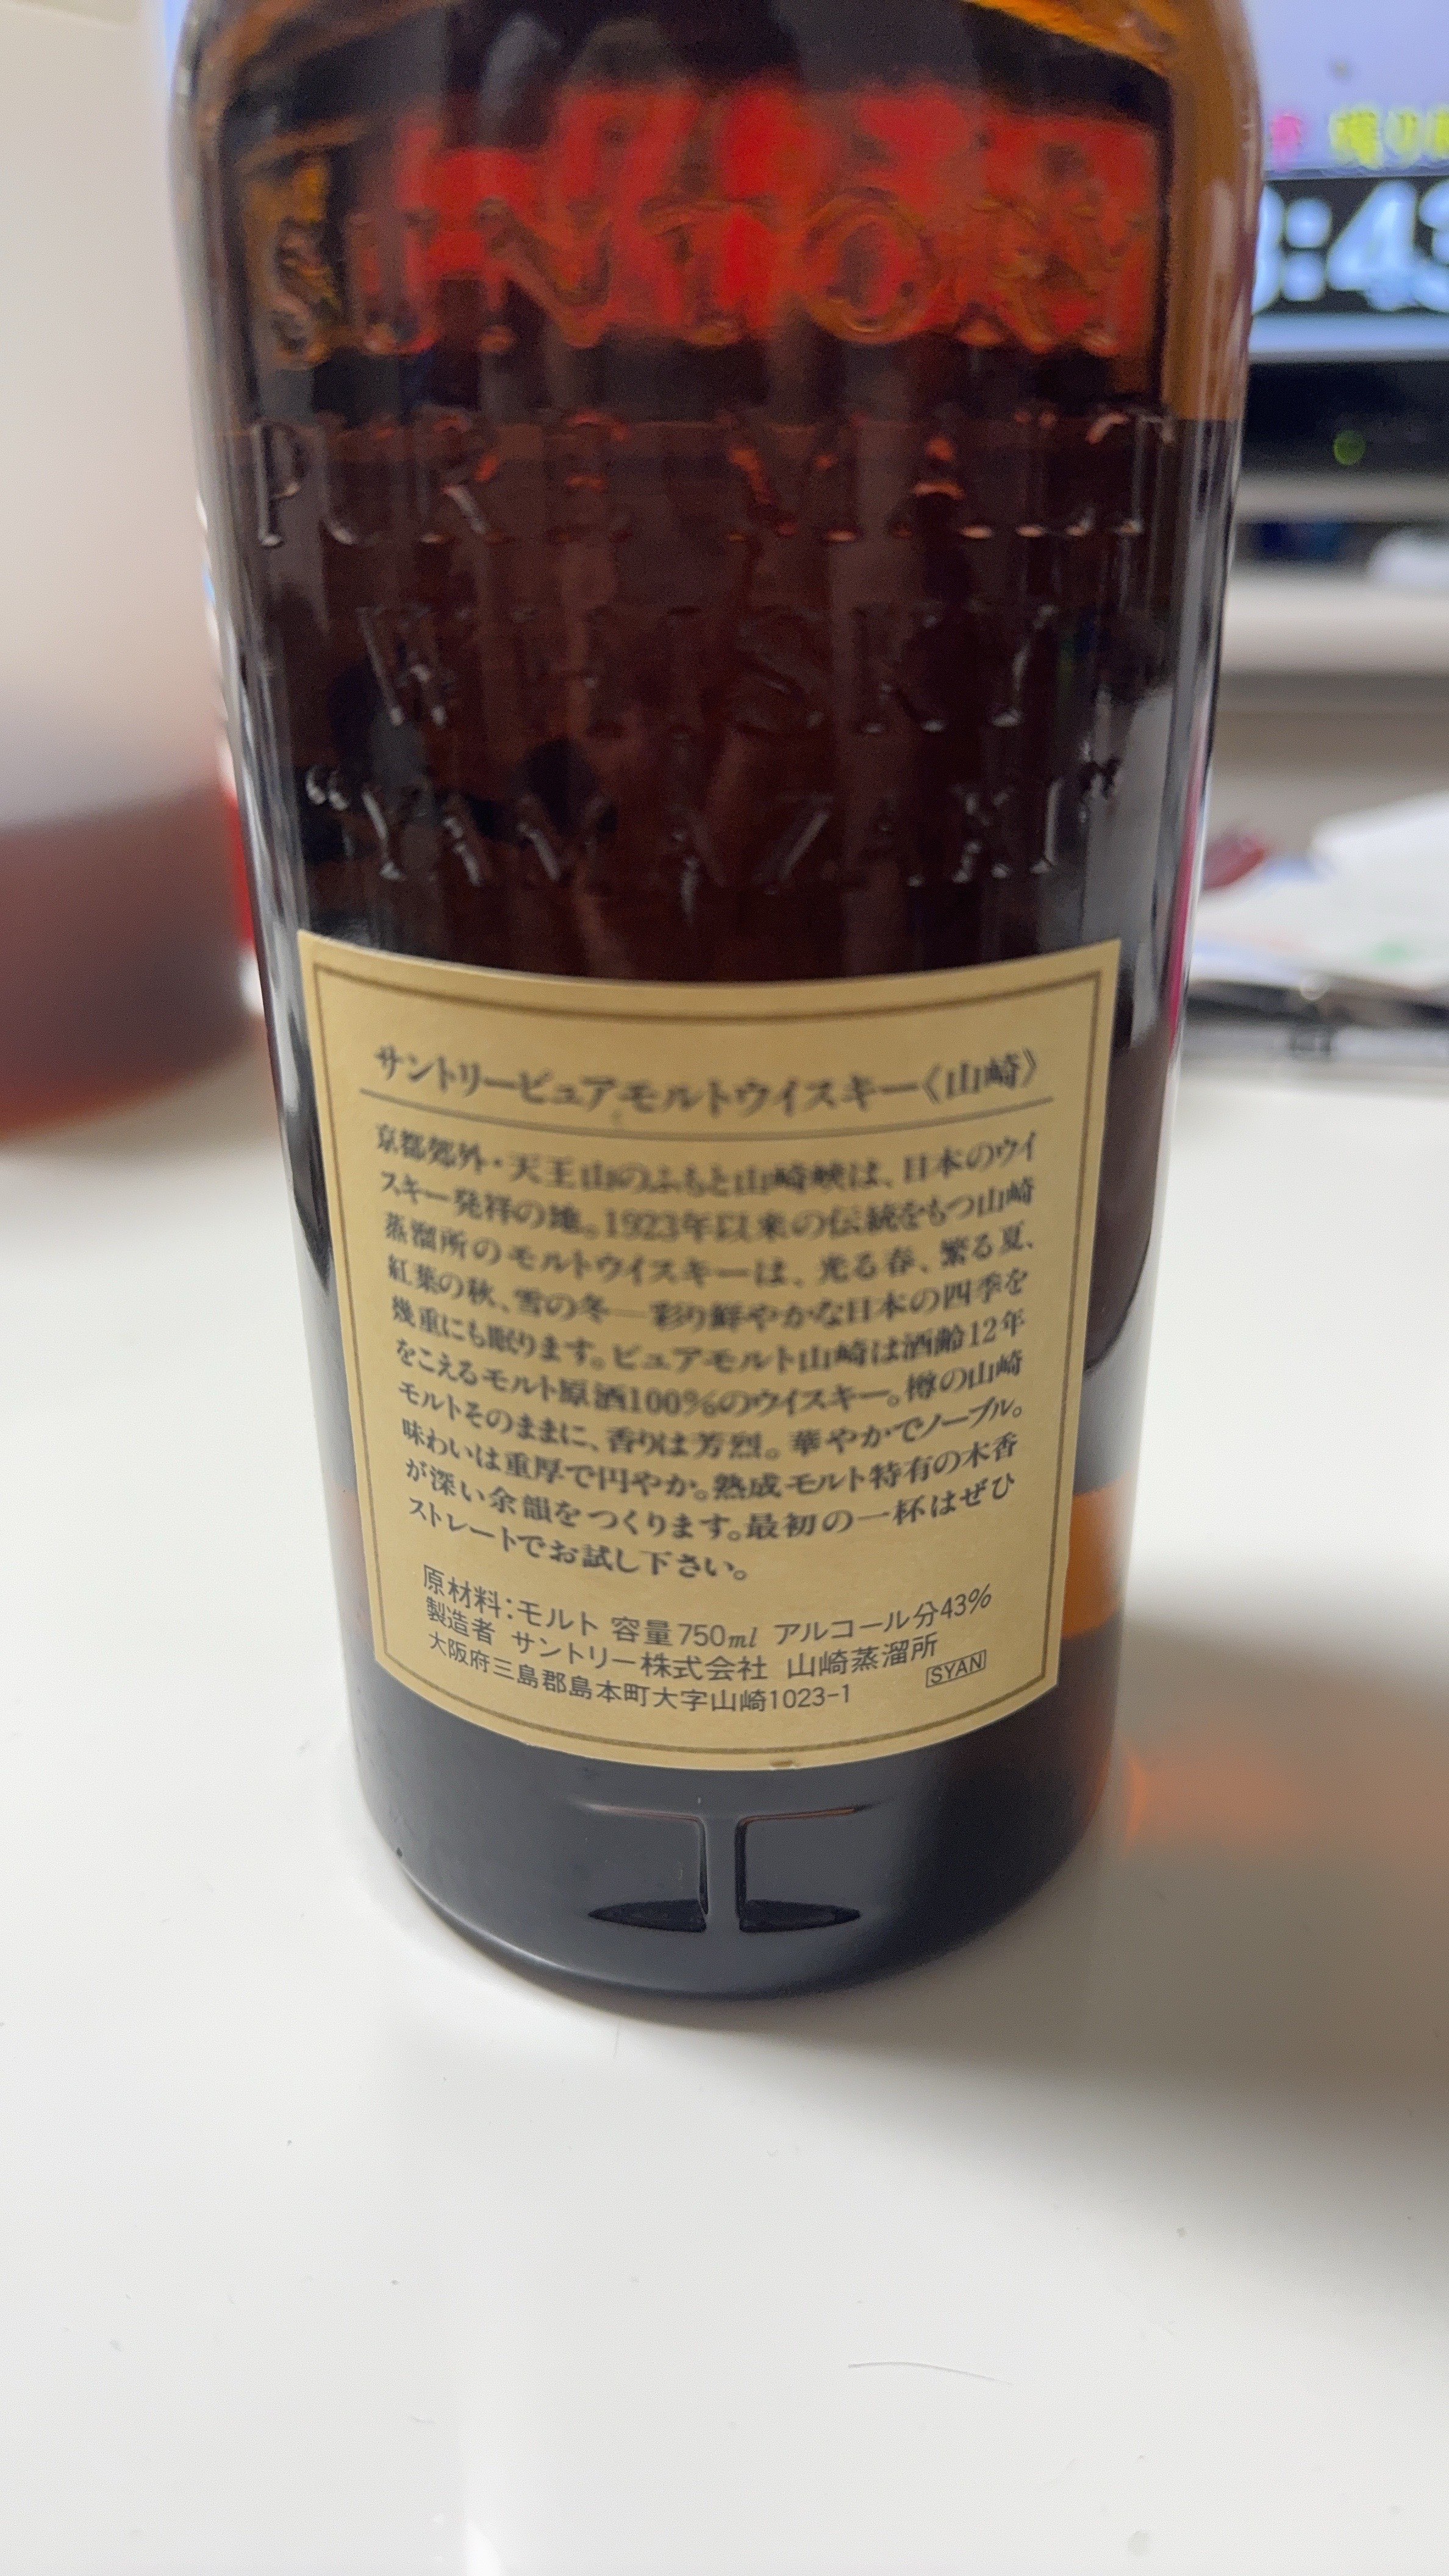 SUNTORY
PURE MALT
WHISKY
“YAMAZAKI”
サントリーピュアモルトウイスキー《山崎》
京都郊外・天王山のふもと山崎峡は、日本のウイ
スキー発祥の地。1923年以来の伝統をもつ山崎
蒸溜所のモルトウイスキーは、光る春、繁る夏、
紅葉の秋、雪の冬―彩り鮮やかな日本の四季を
幾重にも眠ります。ピュアモルト山崎は酒齢12年
をこえるモルト原酒100%のウイスキー。樽の山崎
モルトそのままに、香りは芳烈。華やかでノーブル。
味わいは重厚で円やか。熟成モルト特有の木香
が深い余韻をつくります。最初の一杯はぜひ
ストレートでお試し下さい。
原材料：モルト 容量750ml アルコール分43%
製造者 サントリー株式会社 山崎蒸溜所
大阪府三島郡島本町大字山崎1023-1 SYAN
:43